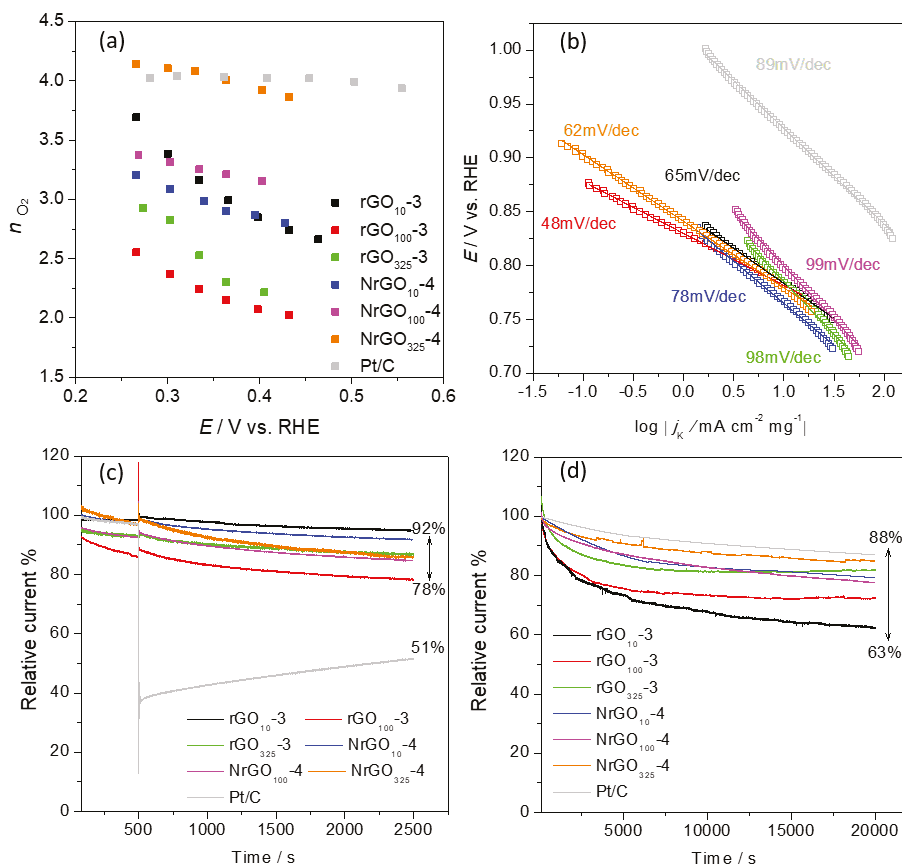 (a)
4.5
4.0
3.5
3.0
2.5
2.0
1.5
n O2
0.2 0.3 0.4 0.5 0.6
E / V vs. RHE
rGO10-3
rGO100-3
rGO325-3
NrGO10-4
NrGO100-4
NrGO325-4
Pt/C
(b)
1.00
0.95
0.90
0.85
0.80
0.75
0.70
E / V vs. RHE
89mV/dec
62mV/dec
65mV/dec
48mV/dec
99mV/dec
78mV/dec
98mV/dec
-1.5 -1.0 -0.5 0.0 0.5 1.0 1.5 2.0
log | jK /mA cm-2 mg-1|
(c)
120
100
80
60
40
20
0
Relative current %
92%
78%
51%
rGO10-3 rGO100-3
rGO325-3 NrGO10-4
NrGO100-4 NrGO325-4
Pt/C
500 1000 1500 2000 2500
Time / s
(d)
120
100
80
60
40
20
0
Relative current %
88%
63%
rGO10-3
rGO100-3
rGO325-3
NrGO10-4
NrGO100-4
NrGO325-4
Pt/C
5000 10000 15000 20000
Time / s